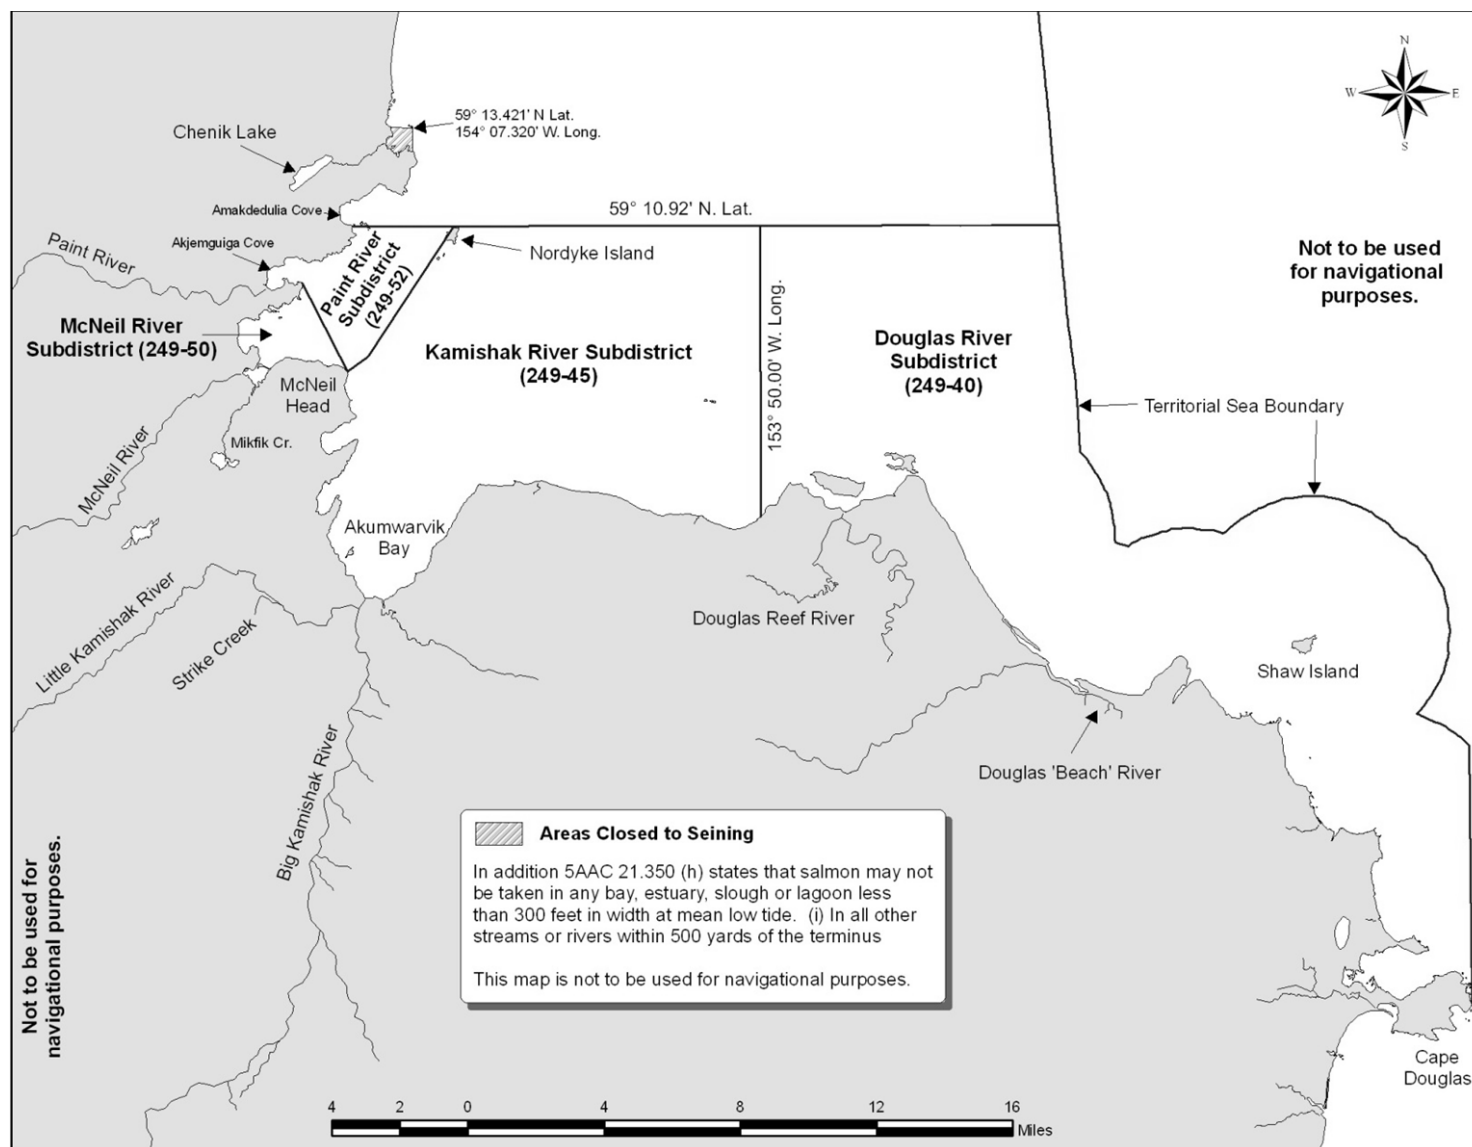 N
W
E
S
59° 13.421' N Lat.
154° 07.320' W. Long.
Chenik Lake
Amakdedulia Cove
59° 10.92' N. Lat.
Akjemguiga Cove
Paint River
Paint River
Subdistrict
(249-52)
Nordyke Island
Not to be used
for navigational
purposes.
McNeil River
Subdistrict (249-50)
Kamishak River Subdistrict
(249-45)
153° 50.00' W. Long.
Douglas River
Subdistrict
(249-40)
McNeil
Head
Territorial Sea Boundary
Mikfik Cr.
McNeil River
Akumwarvik
Bay
Little Kamishak River
Strike Creek
Douglas Reef River
Shaw Island
Big Kamishak River
Douglas 'Beach' River
Areas Closed to Seining
In addition 5AAC 21.350 (h) states that salmon may not
be taken in any bay, estuary, slough or lagoon less
than 300 feet in width at mean low tide.  (i) In all other
streams or rivers within 500 yards of the terminus
This map is not to be used for navigational purposes.
Not to be used for
navigational purposes.
Cape
Douglas
4 2 0 4 8 12 16
Miles